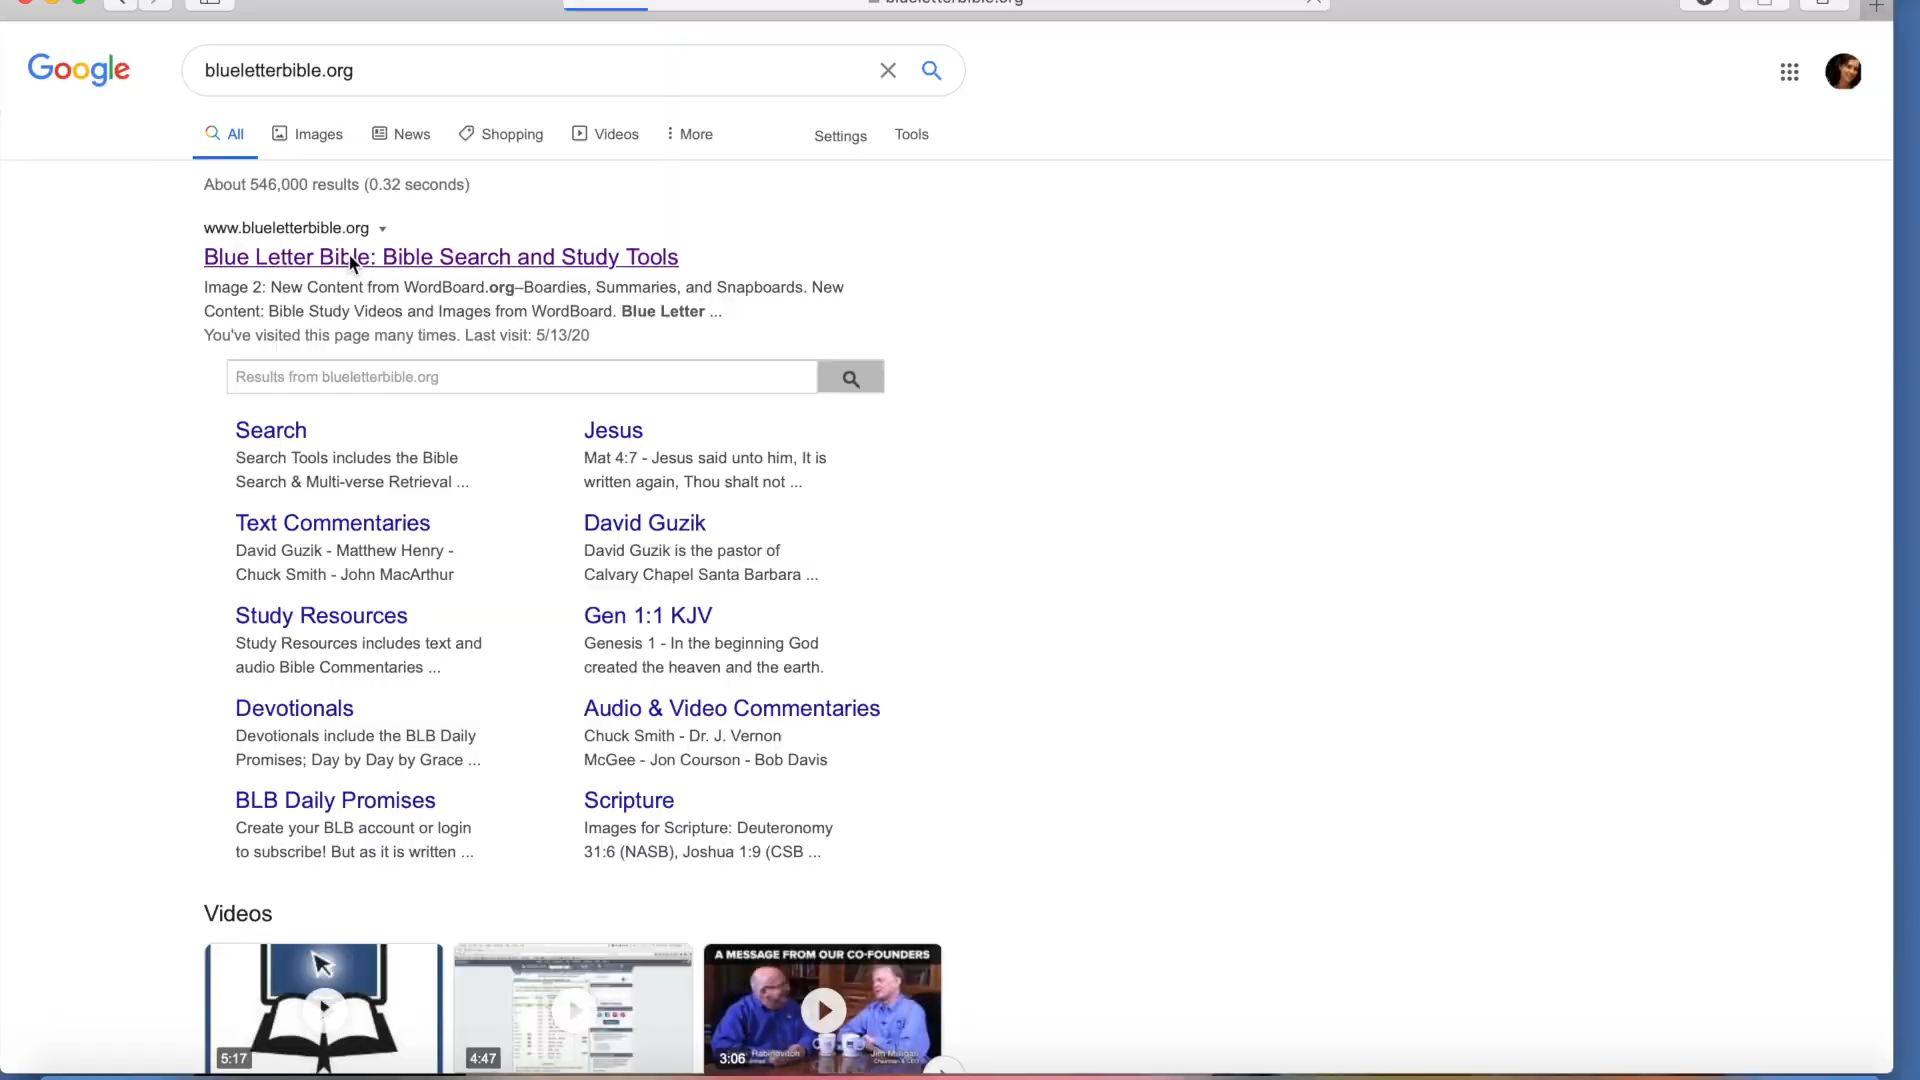 blueletterbible.org
Google
blueletterbible.org
All
Images
News
Shopping
Videos
More
Settings
Tools
About 546,000 results (0.32 seconds)
www.blueletterbible.org
Blue Letter Bible: Bible Search and Study Tools
Image 2: New Content from WordBoard.org–Boardies, Summaries, and Snapboards. New
Content: Bible Study Videos and Images from WordBoard. Blue Letter ...
You've visited this page many times. Last visit: 5/13/20
Results from blueletterbible.org
Search
Search Tools includes the Bible
Search & Multi-verse Retrieval ...
Jesus
Mat 4:7 - Jesus said unto him, It is
written again, Thou shalt not ...
Text Commentaries
David Guzik - Matthew Henry -
Chuck Smith - John MacArthur
David Guzik
David Guzik is the pastor of
Calvary Chapel Santa Barbara ...
Study Resources
Study Resources includes text and
audio Bible Commentaries ...
Gen 1:1 KJV
Genesis 1 - In the beginning God
created the heaven and the earth.
Devotionals
Devotionals include the BLB Daily
Promises; Day by Day by Grace ...
Audio & Video Commentaries
Chuck Smith - Dr. J. Vernon
McGee - Jon Courson - Bob Davis
BLB Daily Promises
Create your BLB account or login
to subscribe! But as it is written ...
Scripture
Images for Scripture: Deuteronomy
31:6 (NASB), Joshua 1:9 (CSB ...
Videos
5:17
4:47
A MESSAGE FROM OUR CO-FOUNDERS
3:06
Jim Milligan